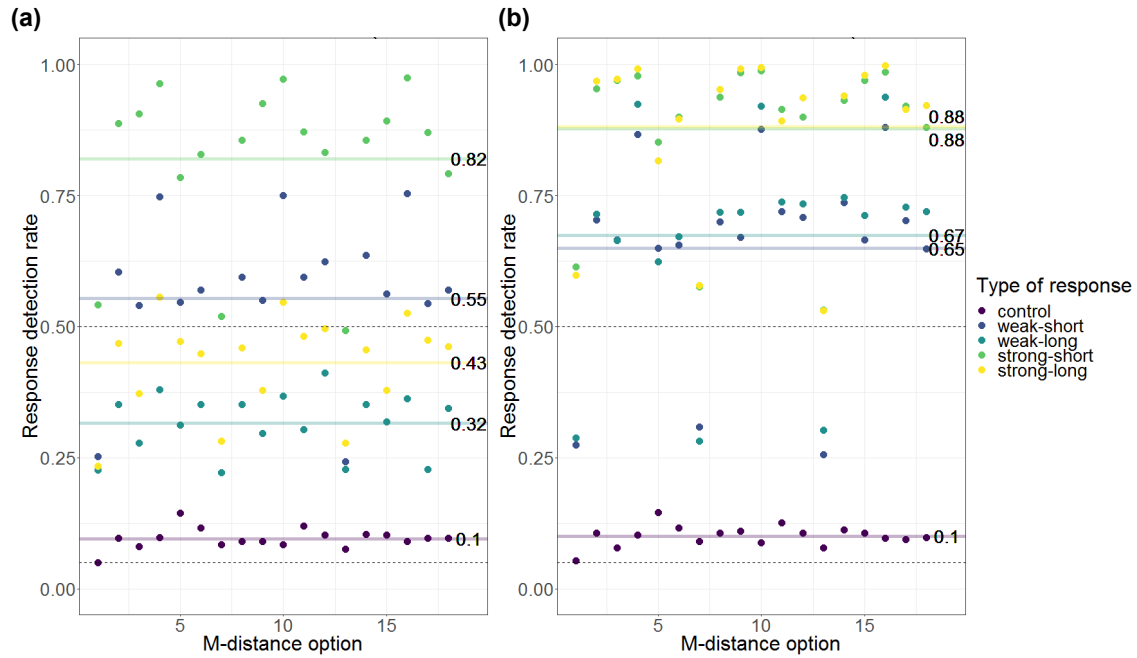 (a)
(b)
Response detection rate
1.00
0.75
0.50
0.25
0.00
0.82
0.55
0.43
0.32
0.1
5
10
15
M-distance option
Response detection rate
1.00
0.75
0.50
0.25
0.00
0.88
0.88
0.67
0.65
0.1
5
10
15
M-distance option
Type of response
control
weak-short
weak-long
strong-short
strong-long